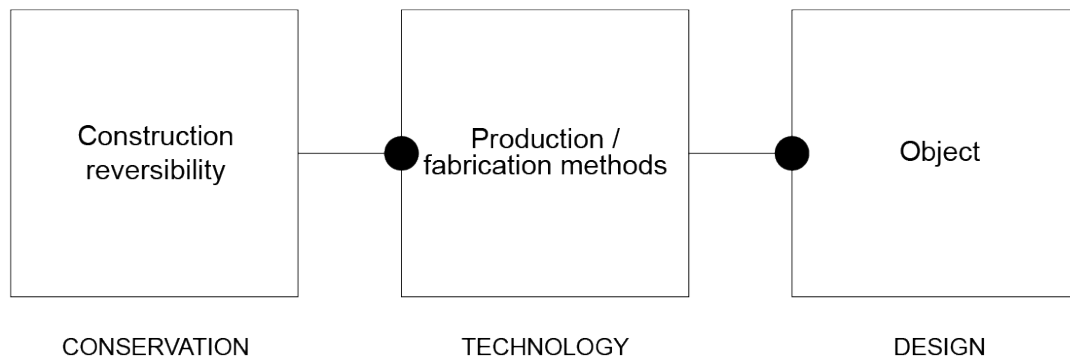 Construction
reversibility
Production /
fabrication methods
Object
CONSERVATION
TECHNOLOGY
DESIGN